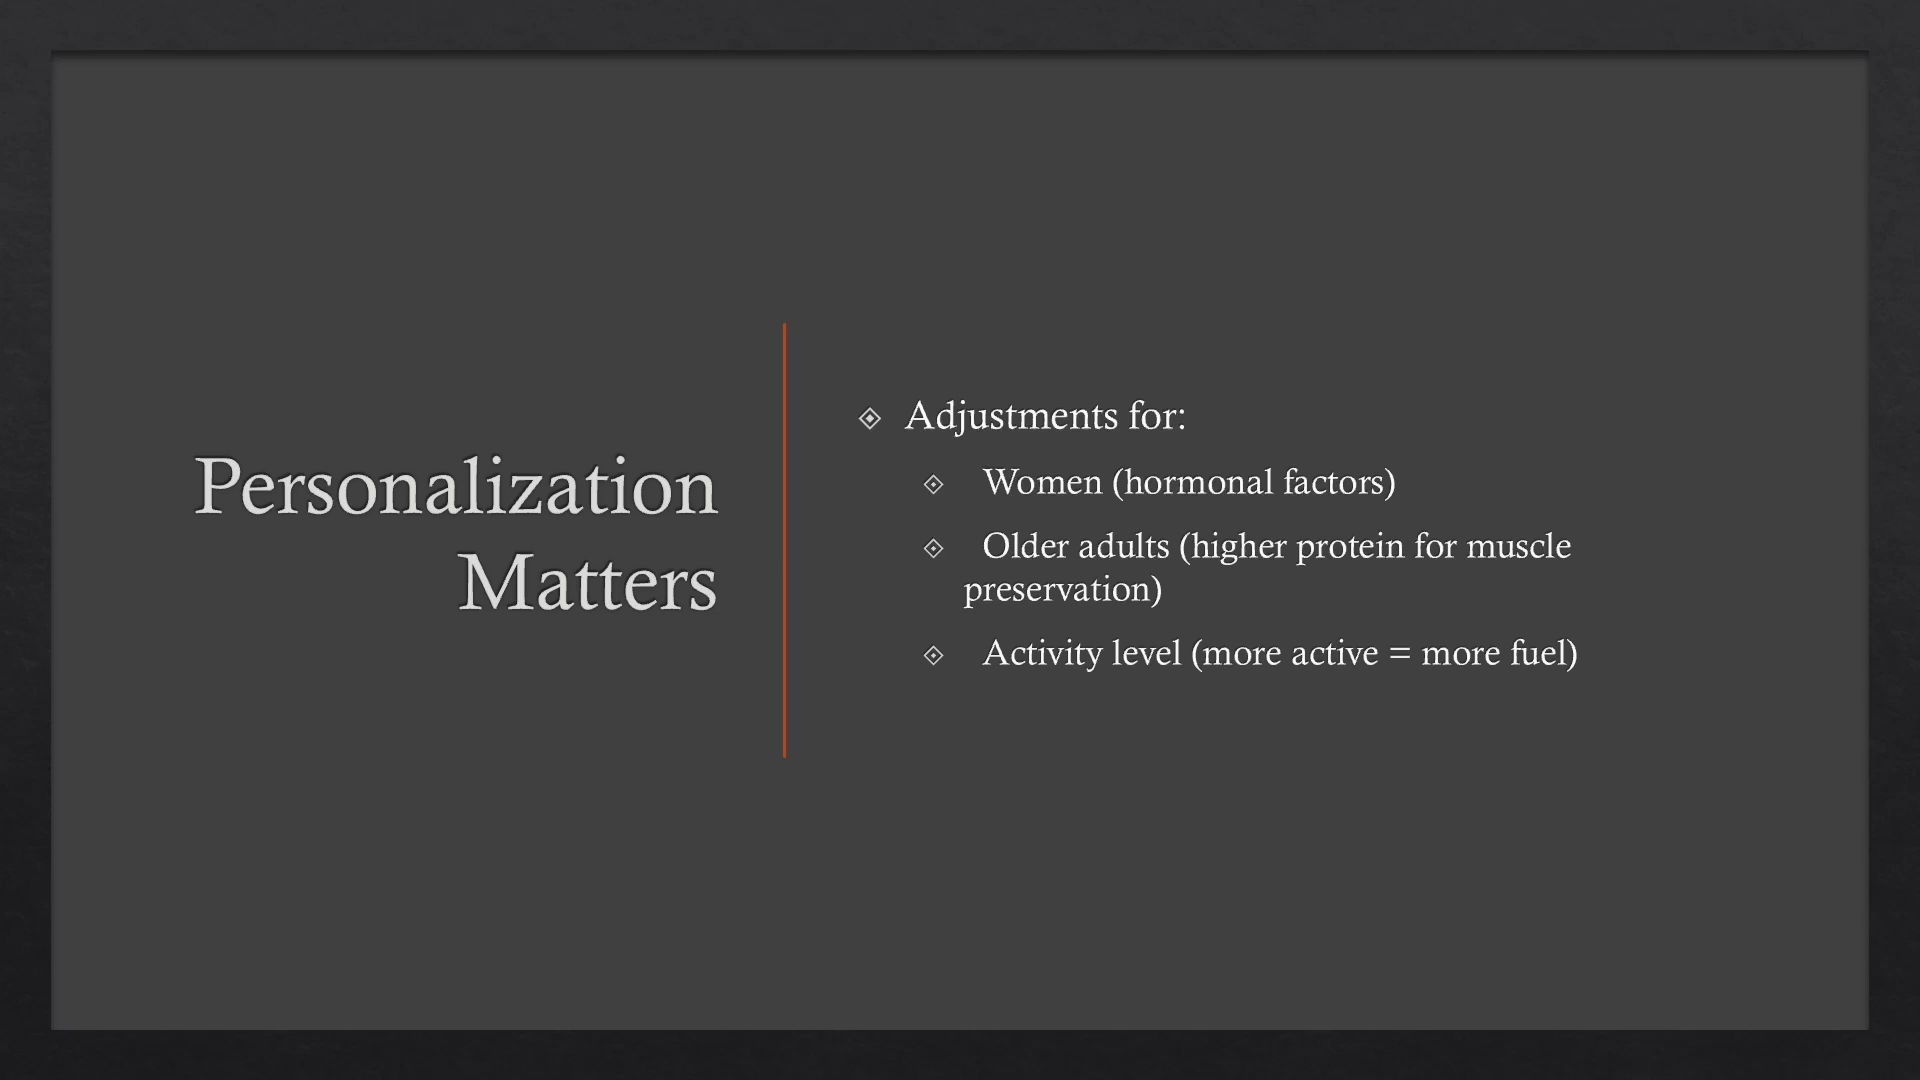 Personalization
Matters
Adjustments for:
Women (hormonal factors)
Older adults (higher protein for muscle
preservation)
Activity level (more active = more fuel)